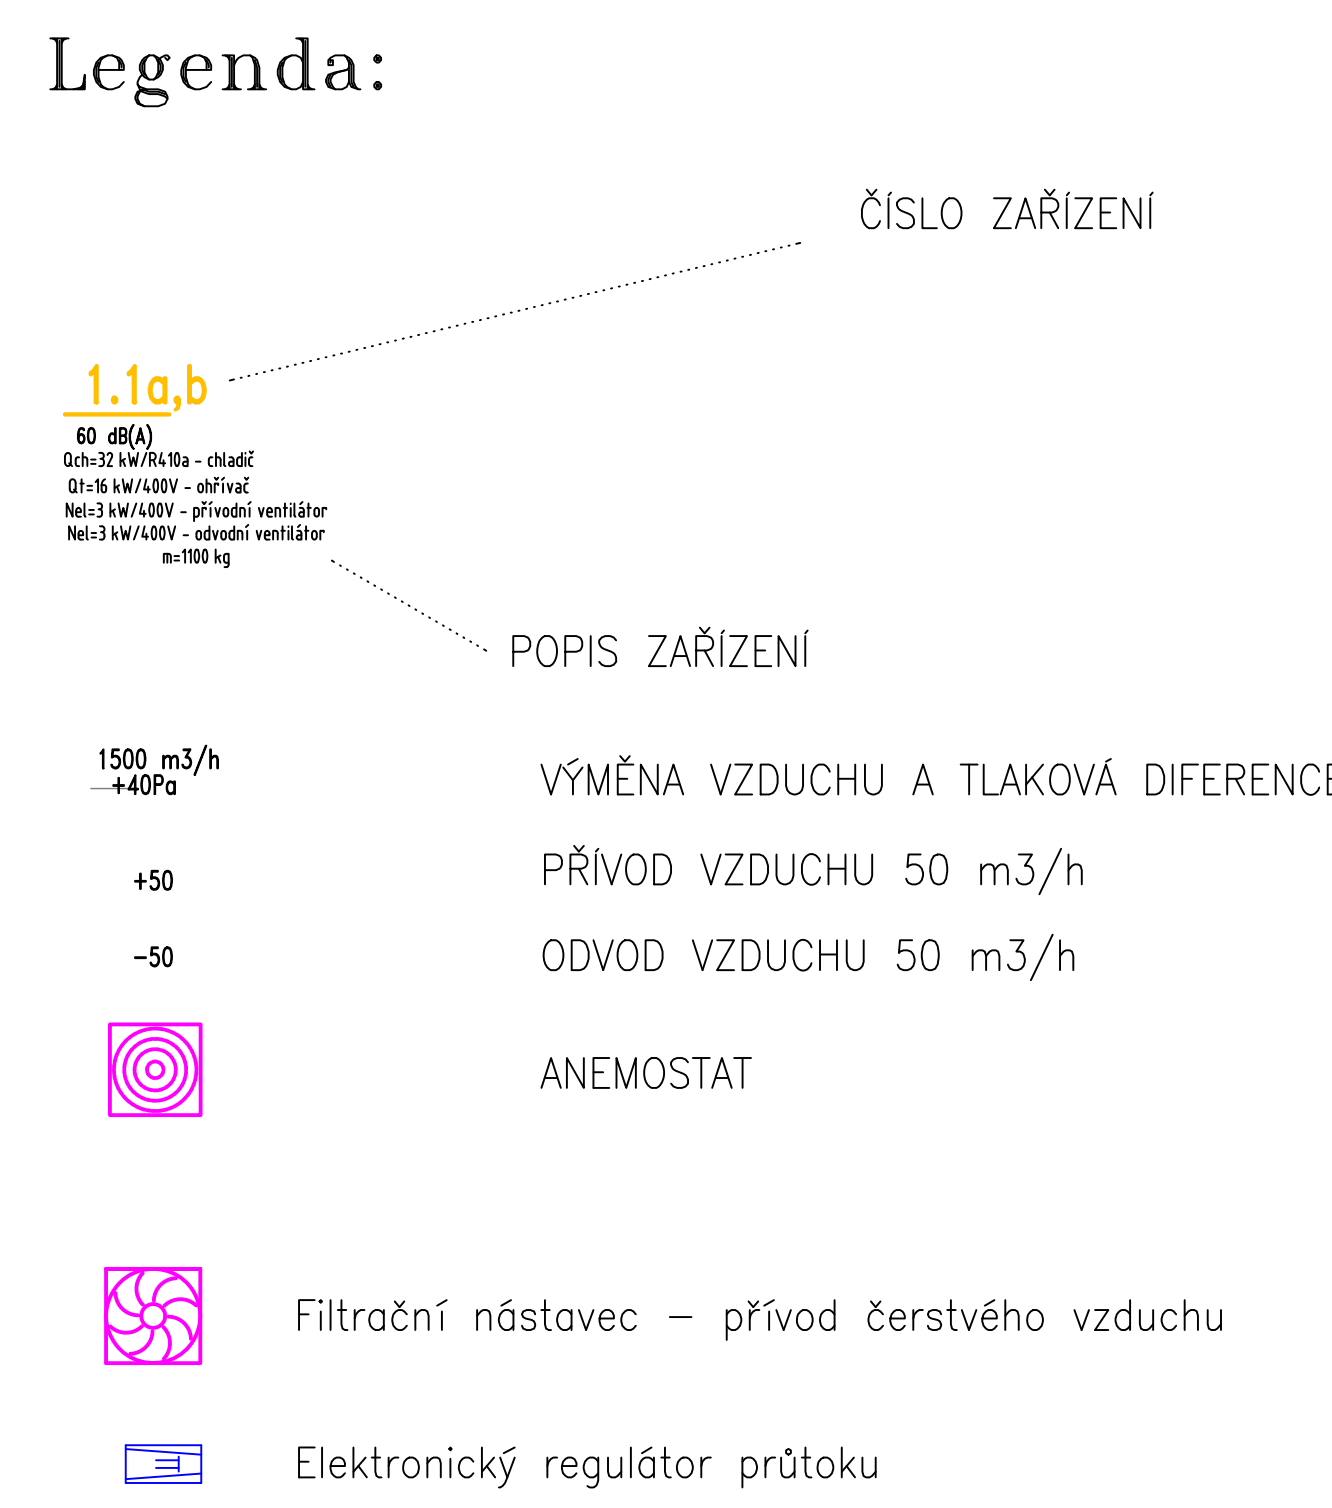 Legenda:
ČÍSLO ZAŘÍZENÍ
1.1a,b
60 dB(A)
Qch=32 kW/R410a - chladič
Qt=16 kW/400V - ohřívač
Nel=3 kW/400V - přívodní ventilátor
Nel=3 kW/400V - odvodní ventilátor
m=1100 kg
POPIS ZAŘÍZENÍ
1500 m3/h
+40Pa
VÝMĚNA VZDUCHU A TLAKOVÁ DIFERENCE
+50
PŘÍVOD VZDUCHU 50 m3/h
-50
ODVOD VZDUCHU 50 m3/h
ANEMOSTAT
Filtrační nástavec – přívod čerstvého vzduchu
Elektronický regulátor průtoku